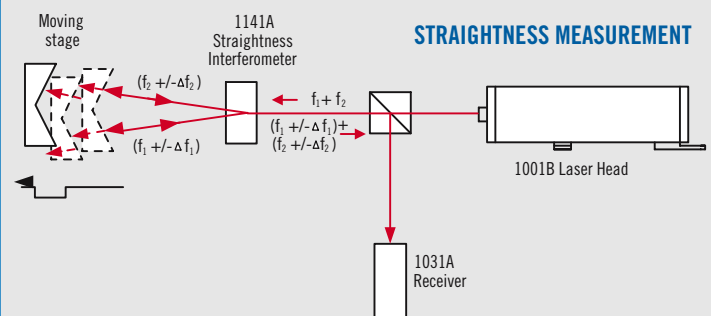 STRAIGHTNESS MEASUREMENT
Moving
stage
1141A
Straightness
Interferometer
(f₂ +/-Δf₂)
(f₁ +/-Δf₁)
f₁+ f₂
(f₁ +/-Δf₁)+
(f₂ +/-Δf₂)
1001B Laser Head
1031A
Receiver